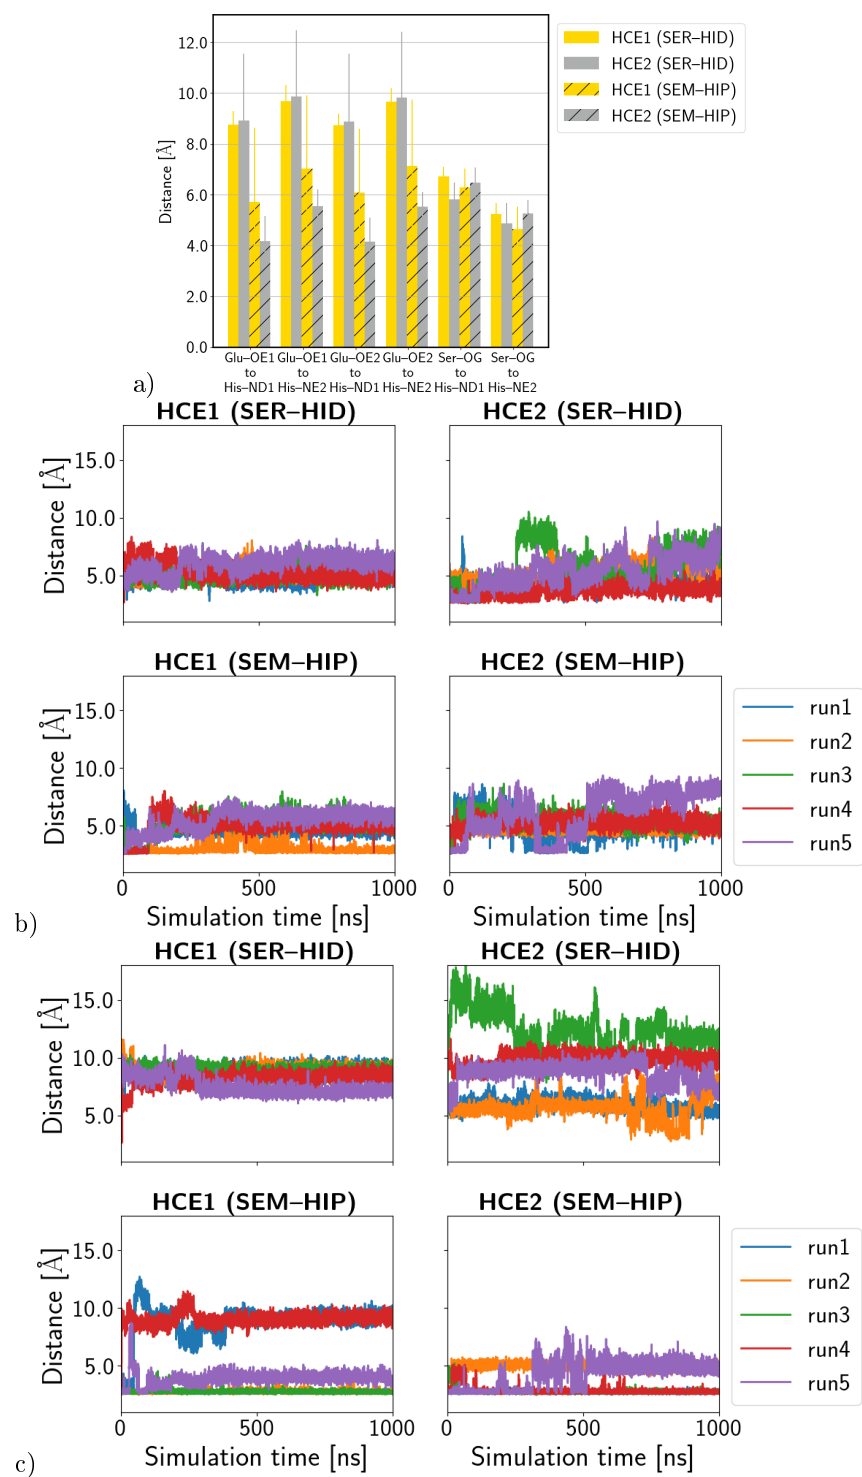 12.0
10.0
8.0
6.0
4.0
2.0
0.0
Distance [Å]
HCE1 (SER–HID)
HCE2 (SER–HID)
HCE1 (SEM–HIP)
HCE2 (SEM–HIP)
Glu–OE1 Glu–OE1 Glu–OE2 Glu–OE2 Ser–OG Ser–OG
to to to to to to
His–ND1 His–NE2 His–ND1 His–NE2 His–ND1 His–NE2
a)
HCE1 (SER–HID) HCE2 (SER–HID)
15.0
10.0
5.0
Distance [Å]
HCE1 (SEM–HIP) HCE2 (SEM–HIP)
15.0
10.0
5.0
Distance [Å]
run1
run2
run3
run4
run5
0 500 1000 0 500 1000
Simulation time [ns] Simulation time [ns]
b)
HCE1 (SER–HID) HCE2 (SER–HID)
15.0
10.0
5.0
Distance [Å]
HCE1 (SEM–HIP) HCE2 (SEM–HIP)
15.0
10.0
5.0
Distance [Å]
run1
run2
run3
run4
run5
0 500 1000 0 500 1000
Simulation time [ns] Simulation time [ns]
c)